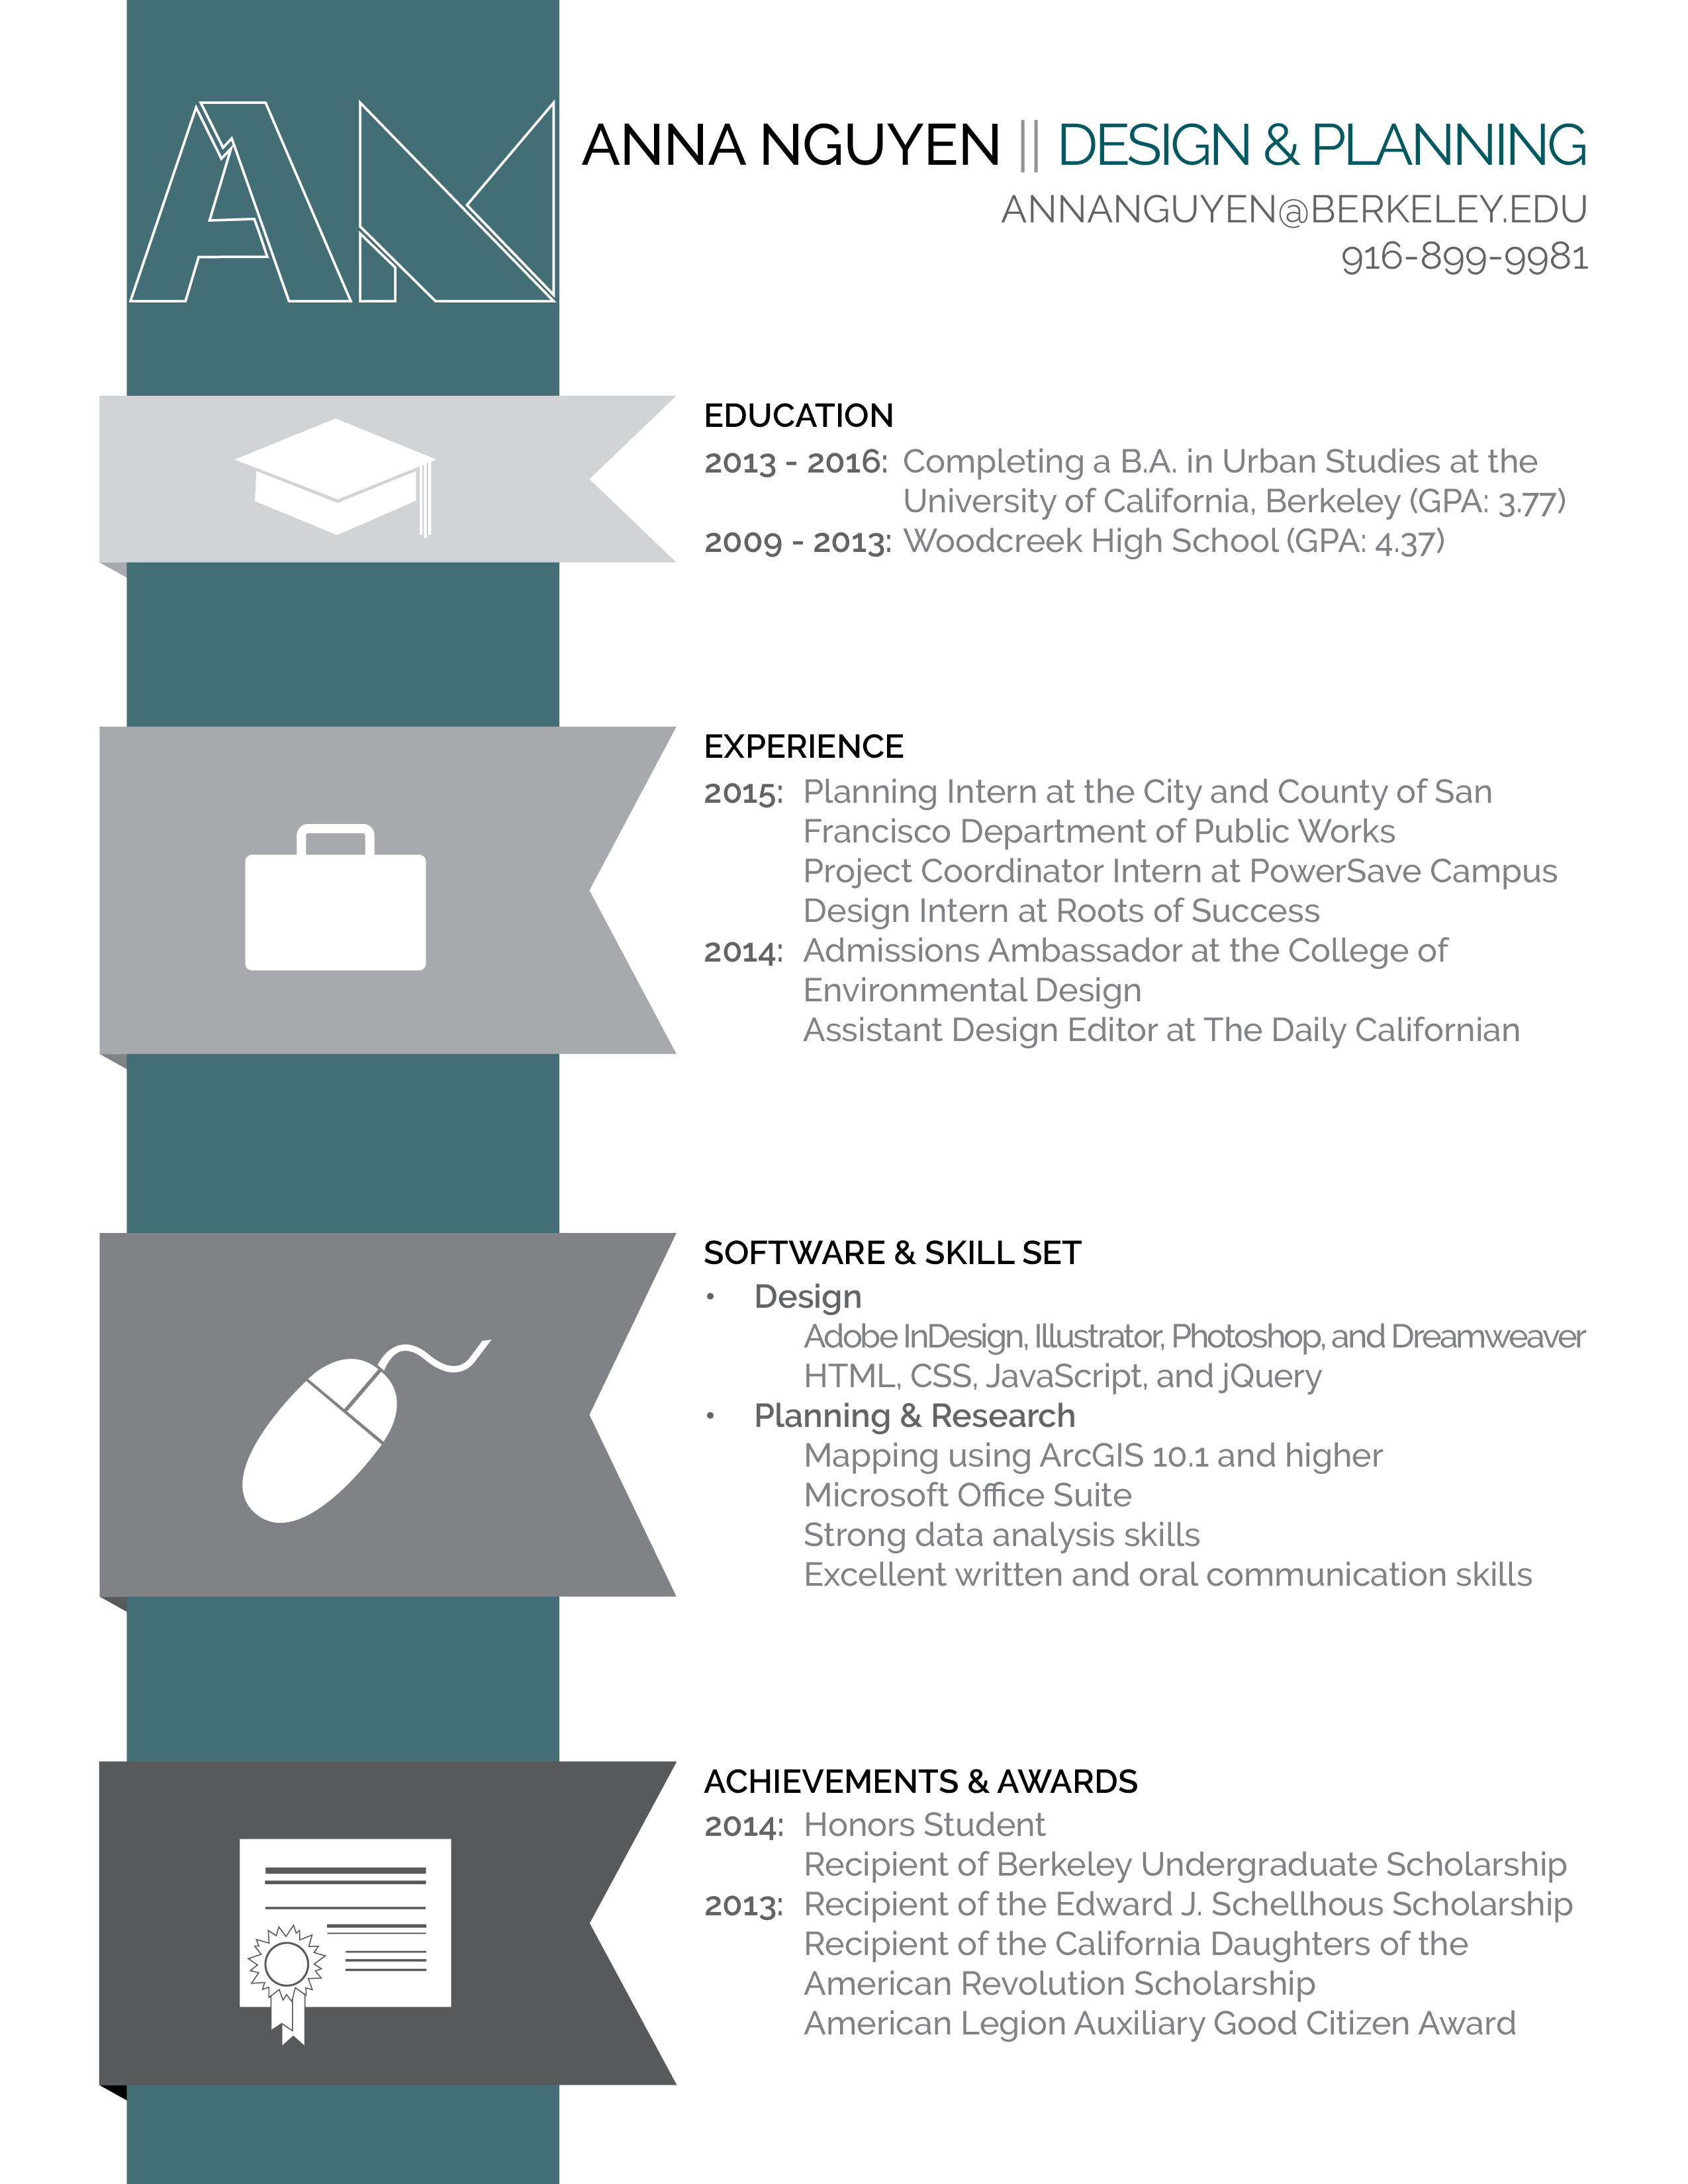 AN
ANNA NGUYEN || DESIGN & PLANNING
ANNANGUYEN@BERKELEY.EDU
916-899-9981
EDUCATION
2013 - 2016: Completing a B.A. in Urban Studies at the
University of California, Berkeley (GPA: 3.77)
2009 - 2013: Woodcreek High School (GPA: 4.37)
EXPERIENCE
2015: Planning Intern at the City and County of San
Francisco Department of Public Works
Project Coordinator Intern at PowerSave Campus
Design Intern at Roots of Success
2014: Admissions Ambassador at the College of
Environmental Design
Assistant Design Editor at The Daily Californian
SOFTWARE & SKILL SET
• Design
Adobe InDesign, Illustrator, Photoshop, and Dreamweaver
HTML, CSS, JavaScript, and jQuery
• Planning & Research
Mapping using ArcGIS 10.1 and higher
Microsoft Office Suite
Strong data analysis skills
Excellent written and oral communication skills
ACHIEVEMENTS & AWARDS
2014: Honors Student
Recipient of Berkeley Undergraduate Scholarship
2013: Recipient of the Edward J. Schellhous Scholarship
Recipient of the California Daughters of the
American Revolution Scholarship
American Legion Auxiliary Good Citizen Award